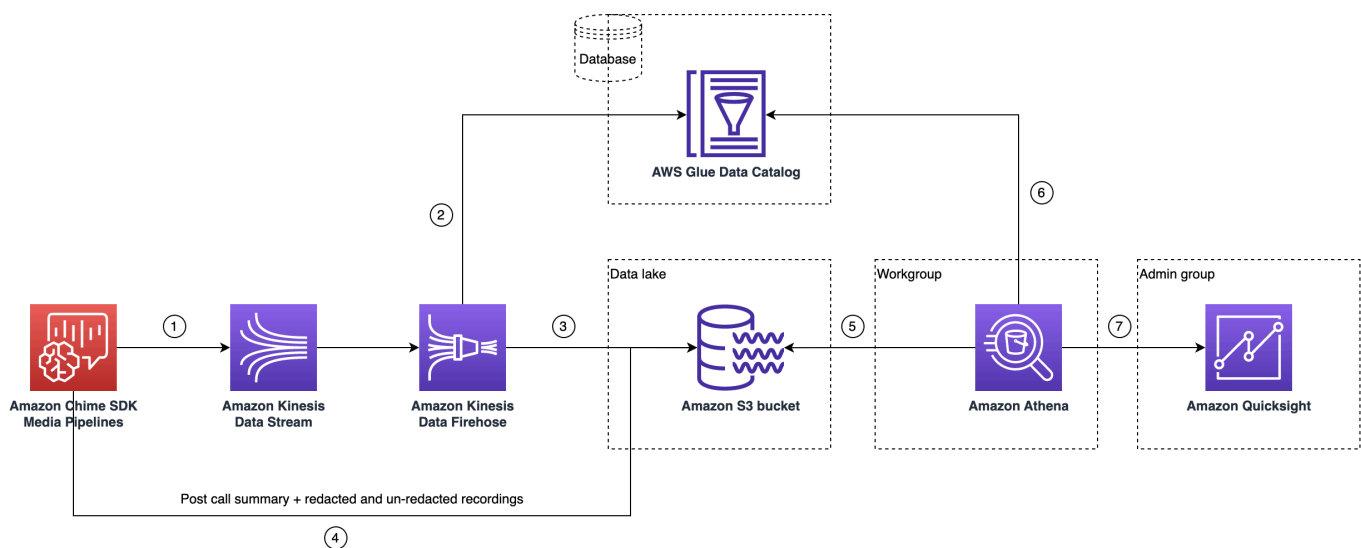 Database
AWS Glue Data Catalog
2
6
Data lake
Workgroup
Admin group
1
3
5
7
Amazon Chime SDK
Media Pipelines
Amazon Kinesis
Data Stream
Amazon Kinesis
Data Firehose
Amazon S3 bucket
Amazon Athena
Amazon Quicksight
Post call summary + redacted and un-redacted recordings
4